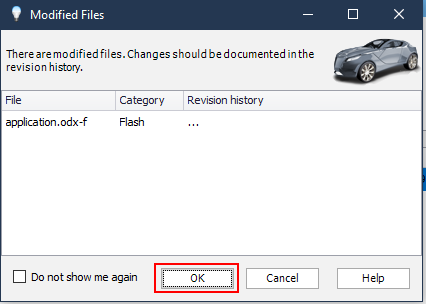 Modified Files
There are modified files. Changes should be documented in the
revision history.
File Category Revision history
application.odx-f Flash ...
Do not show me again OK Cancel Help